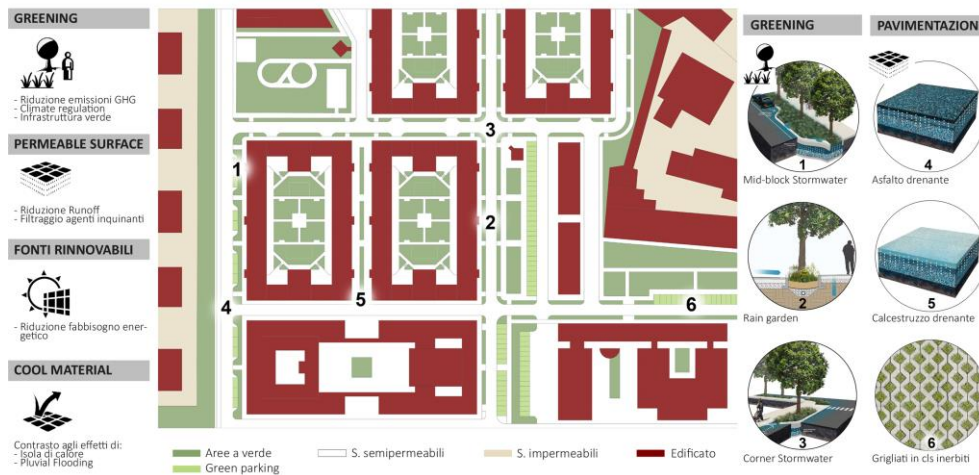 GREENING
- Riduzione emissioni GHG
- Climate regulation
- Infrastruttura verde
PERMEABLE SURFACE
- Riduzione Runoff
- Filtraggio agenti inquinanti
FONTI RINNOVABILI
- Riduzione fabbisogno ener-
getico
COOL MATERIAL
Contrasto agli effetti di:
- Isola di calore
- Pluvial Flooding
1
2
3
4
5
6
Aree a verde
Green parking
S. semipermeabili
S. impermeabili
Edificato
GREENING
1
Mid-block Stormwater
2
Rain garden
3
Corner Stormwater
PAVIMENTAZION
4
Asfalto drenante
5
Calcestruzzo drenante
6
Grigliati in cls inerbiti